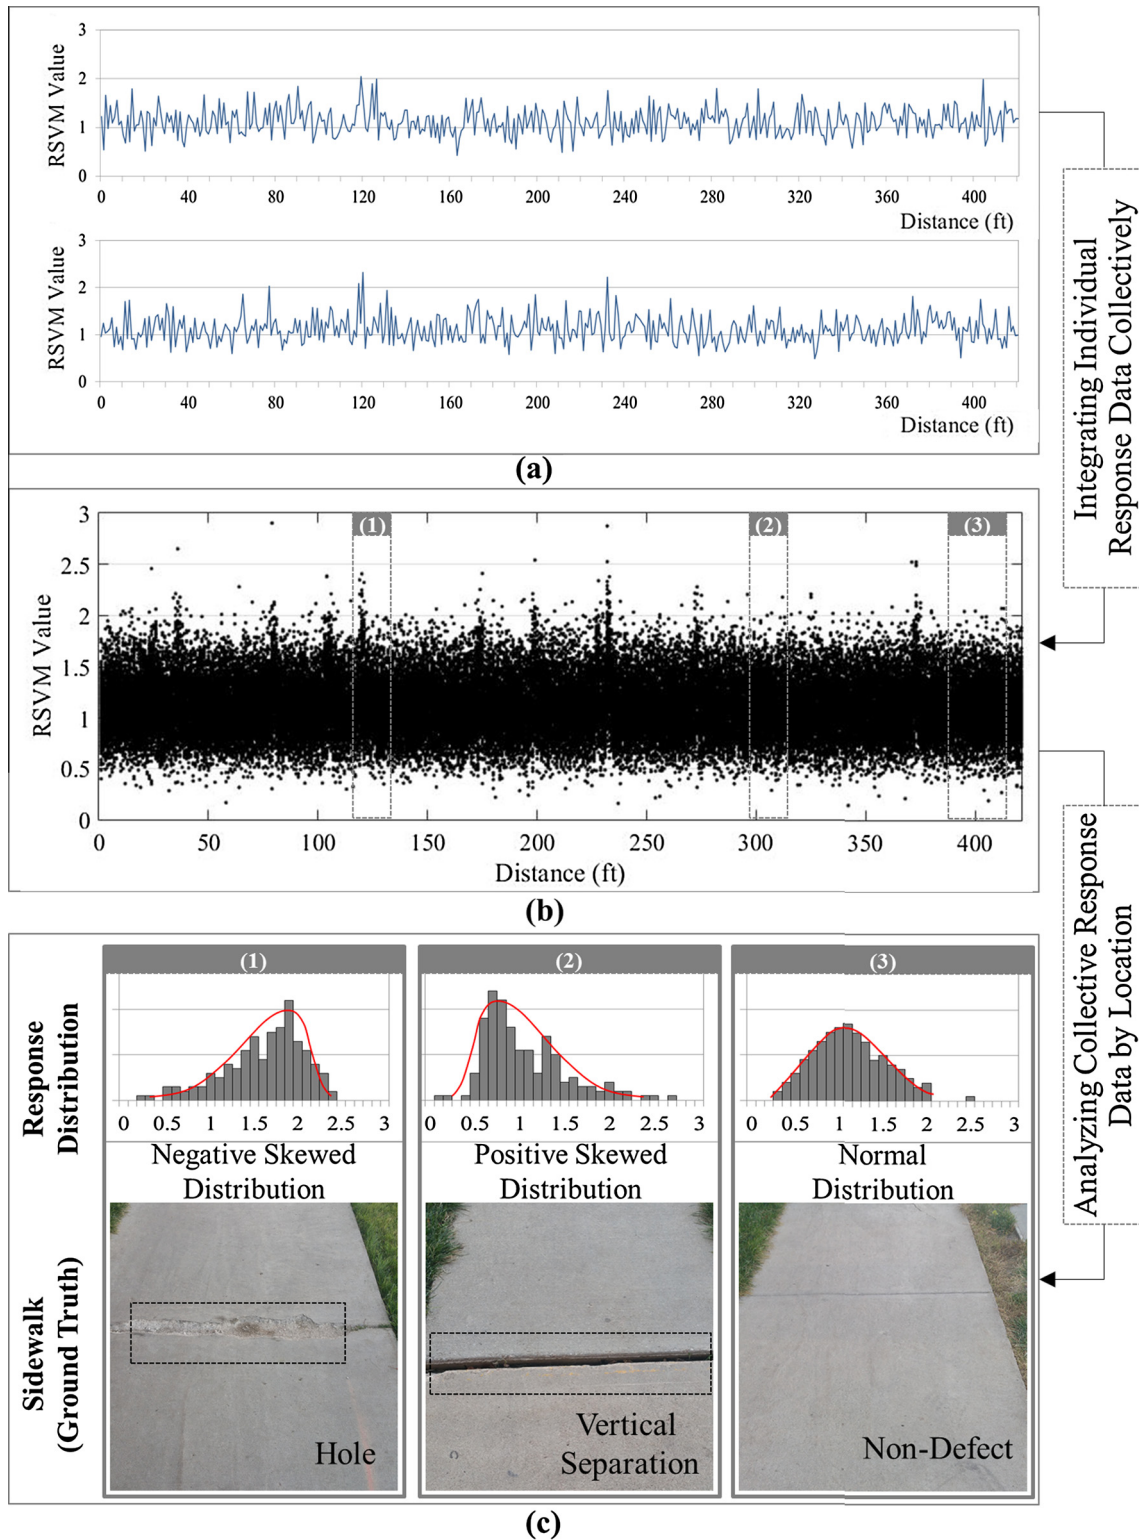 3
2
1
0
RSVM Value
0 40 80 120 160 200 240 280 320 360 400
Distance (ft)
3
2
1
0
RSVM Value
0 40 80 120 160 200 240 280 320 360 400
Distance (ft)
(a)
Integrating Individual
Response Data Collectively
(1) (2) (3)
3
2.5
2
1.5
1
0.5
0
RSVM Value
0 50 100 150 200 250 300 350 400
Distance (ft)
(b)
Analyzing Collective Response
Data by Location
(1) (2) (3)
Response
Distribution
0 0.5 1 1.5 2 2.5 3
0 0.5 1 1.5 2 2.5 3
0 0.5 1 1.5 2 2.5 3
Negative Skewed
Distribution
Positive Skewed
Distribution
Normal
Distribution
Sidewalk
(Ground Truth)
Hole
Vertical
Separation
Non-Defect
(c)